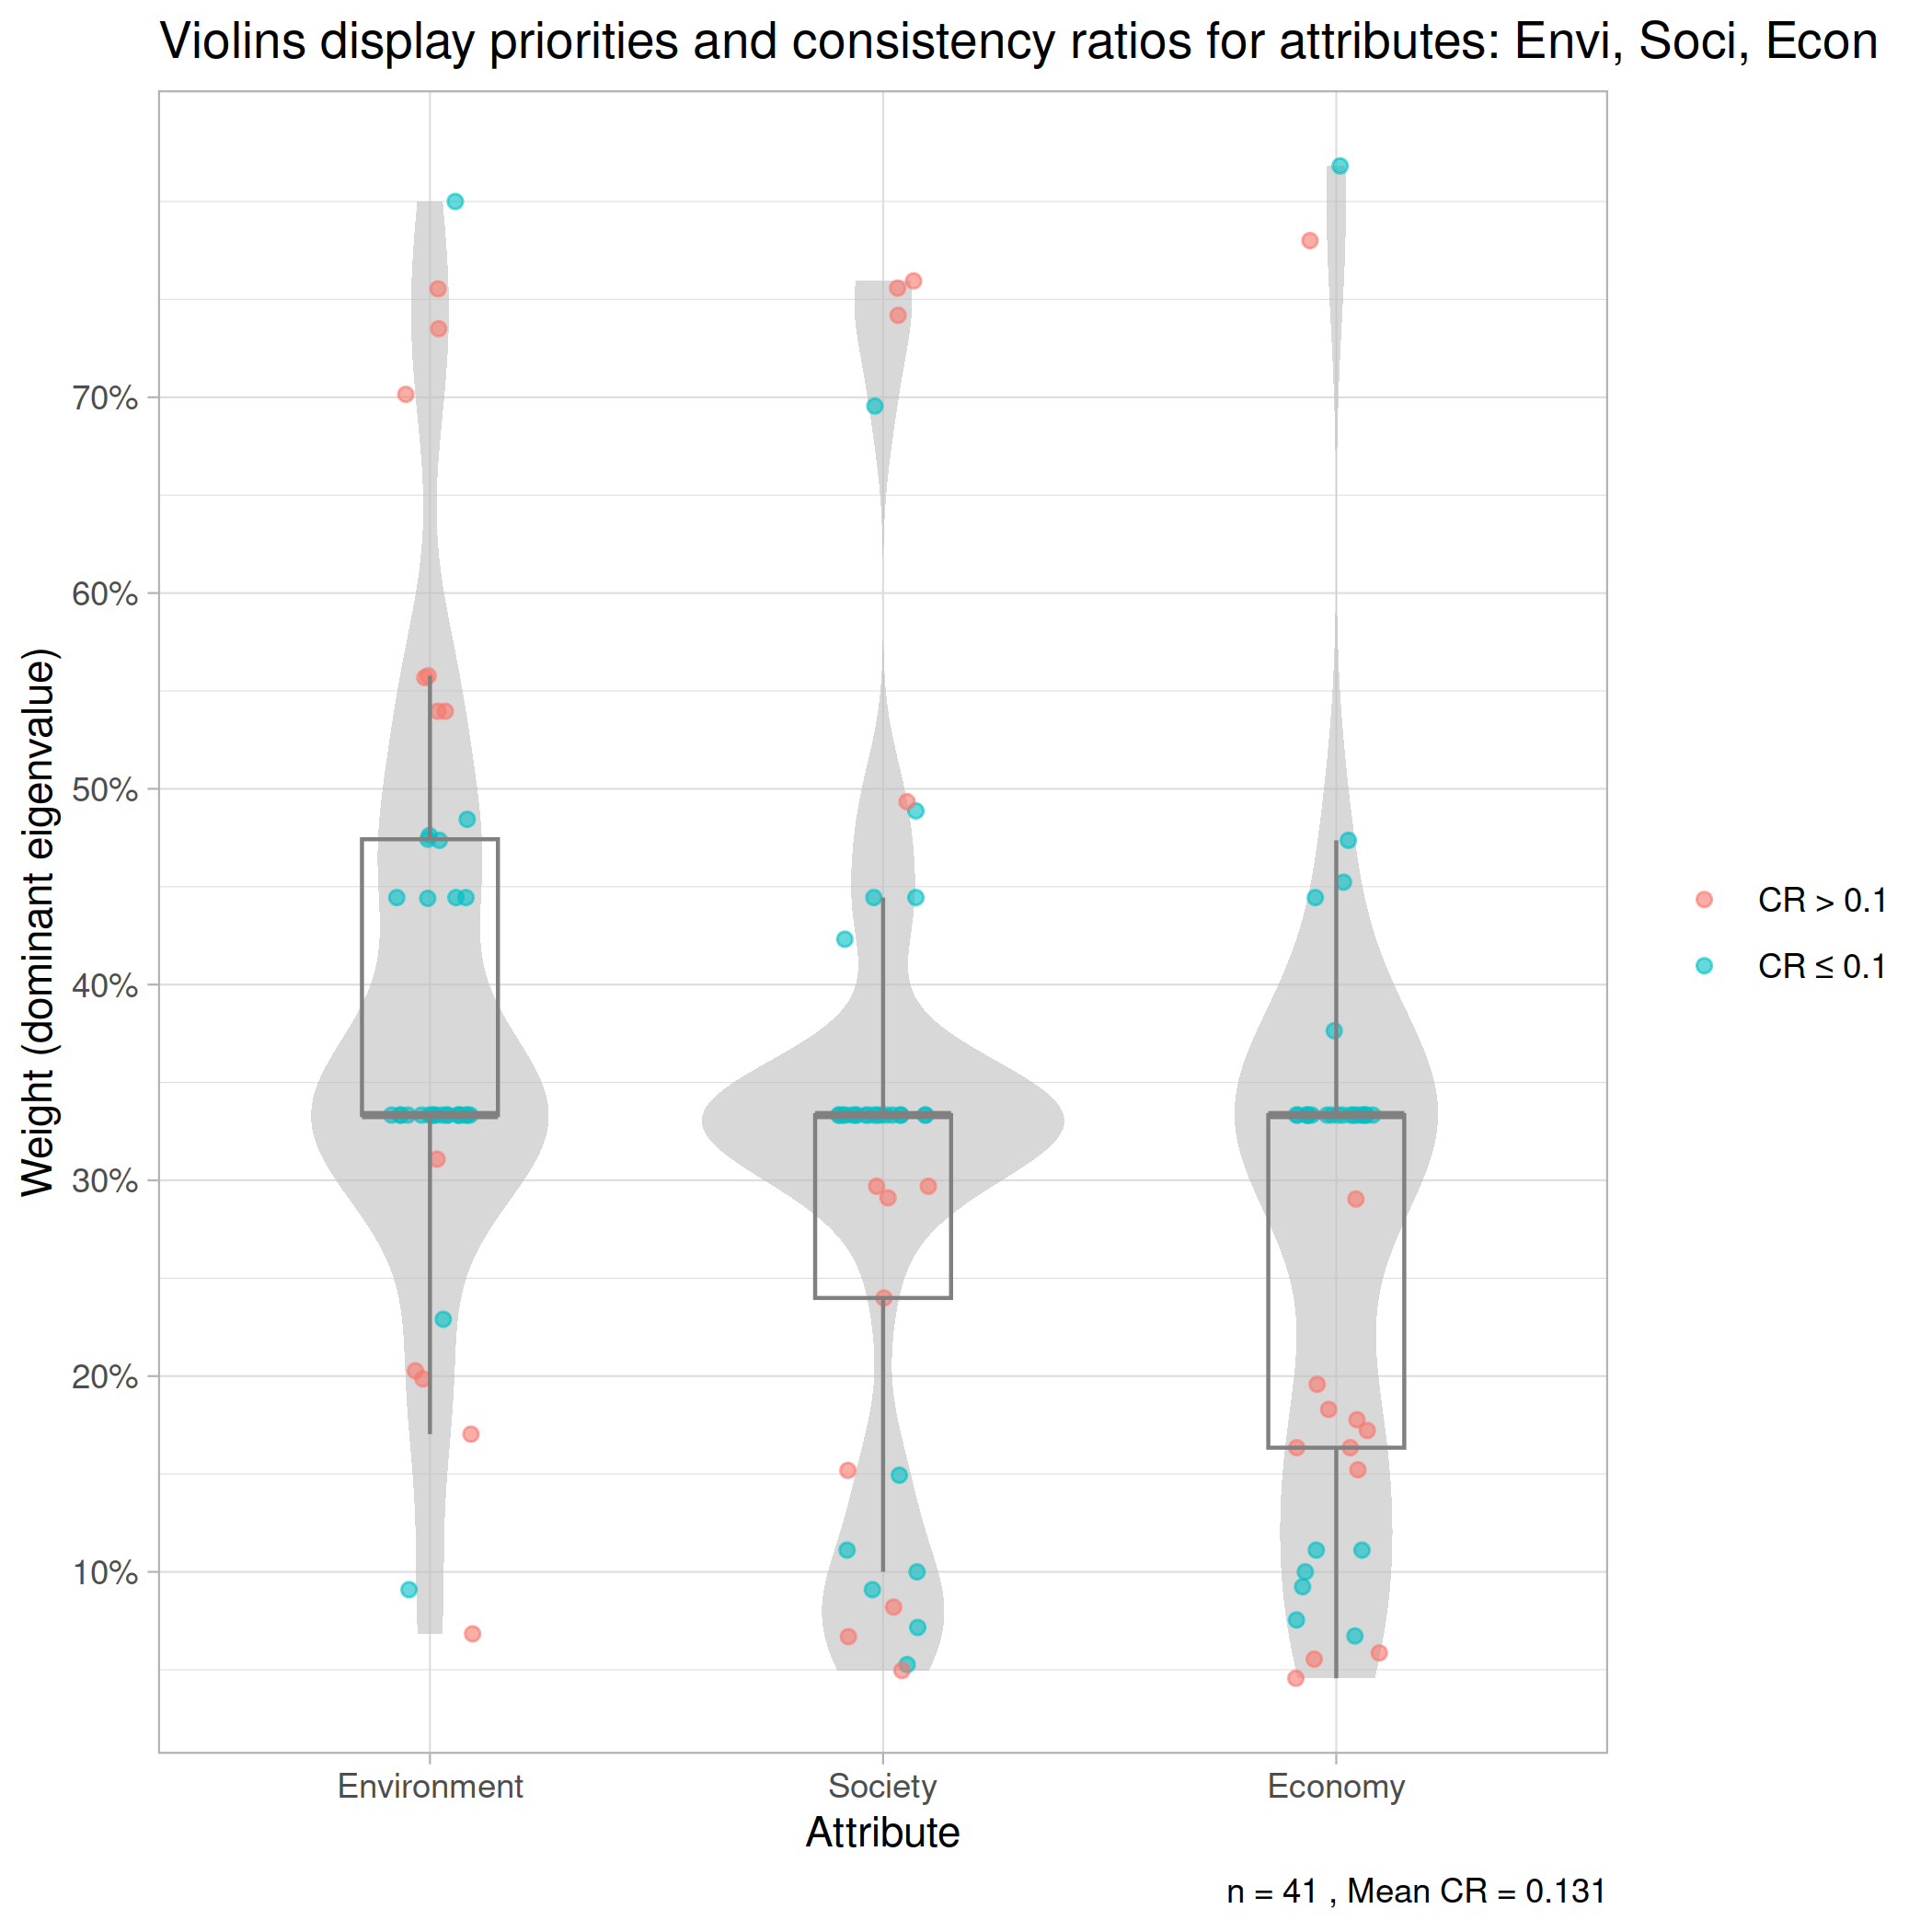 Violins display priorities and consistency ratios for attributes: Envi, Soci, Econ
Weight (dominant eigenvalue)
70%
60%
50%
40%
30%
20%
10%
Environment
Society
Economy
Attribute
CR > 0.1
CR ≤ 0.1
n = 41 , Mean CR = 0.131